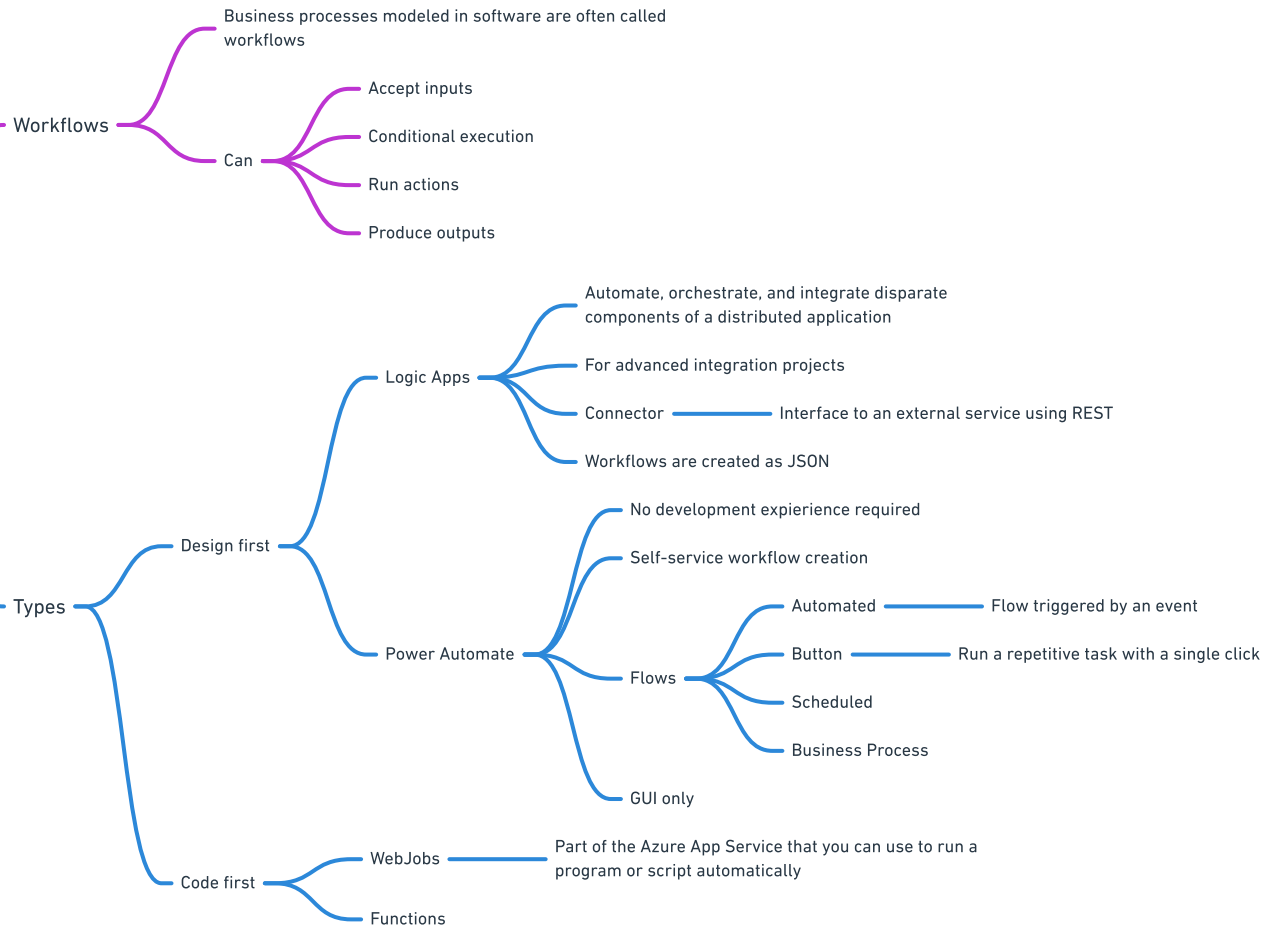 Business processes modeled in software are often called
workflows
Workflows
Can
Accept inputs
Conditional execution
Run actions
Produce outputs
Types
Design first
Logic Apps
Automate, orchestrate, and integrate disparate
components of a distributed application
For advanced integration projects
Connector
Interface to an external service using REST
Workflows are created as JSON
Power Automate
No development expierience required
Self-service workflow creation
Flows
Automated
Flow triggered by an event
Button
Run a repetitive task with a single click
Scheduled
Business Process
GUI only
Code first
WebJobs
Part of the Azure App Service that you can use to run a
program or script automatically
Functions